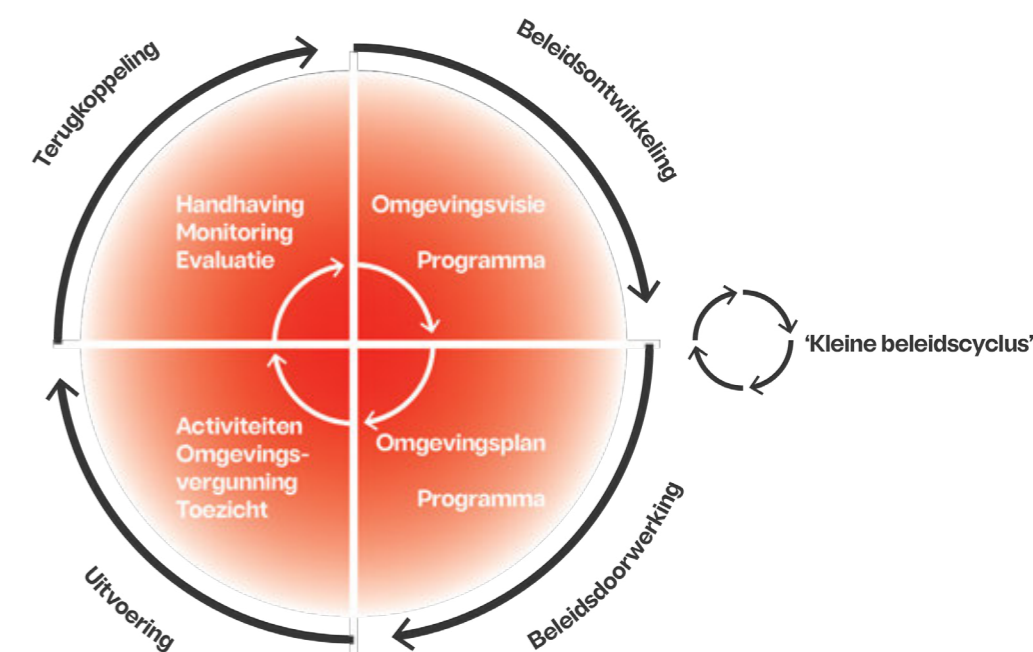 Terugkoppeling
Beleidsontwikkeling
Handhaving
Monitoring
Evaluatie
Omgevingsvisie
Programma
'Kleine beleidscyclus'
Activiteiten
Omgevings-
vergunning
Toezicht
Omgevingsplan
Programma
Uitvoering
Beleidsdoorwerking